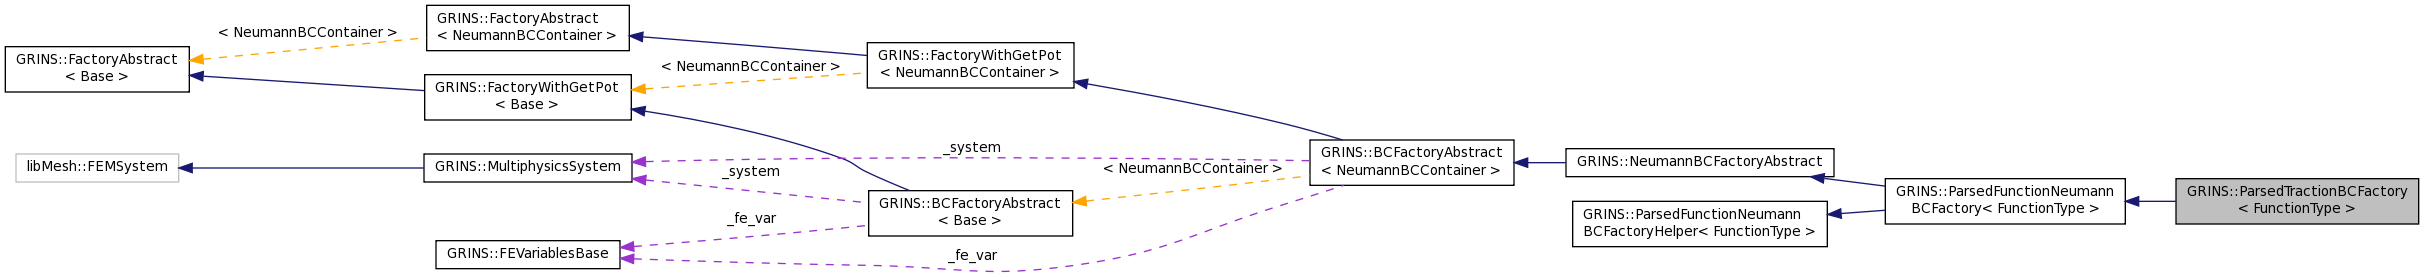 GRINS::FactoryAbstract
< NeumannBCContainer >
< NeumannBCContainer >
GRINS::FactoryAbstract
< Base >
GRINS::FactoryWithGetPot
< NeumannBCContainer >
< NeumannBCContainer >
GRINS::FactoryWithGetPot
< Base >
_system
GRINS::BCFactoryAbstract
< NeumannBCContainer >
GRINS::NeumannBCFactoryAbstract
libMesh::FEMSystem
GRINS::MultiphysicsSystem
_system
< NeumannBCContainer >
GRINS::ParsedFunctionNeumann
BCFactory< FunctionType >
GRINS::ParsedTractionBCFactory
< FunctionType >
GRINS::BCFactoryAbstract
< Base >
_fe_var
GRINS::ParsedFunctionNeumann
BCFactoryHelper< FunctionType >
GRINS::FEVariablesBase
_fe_var